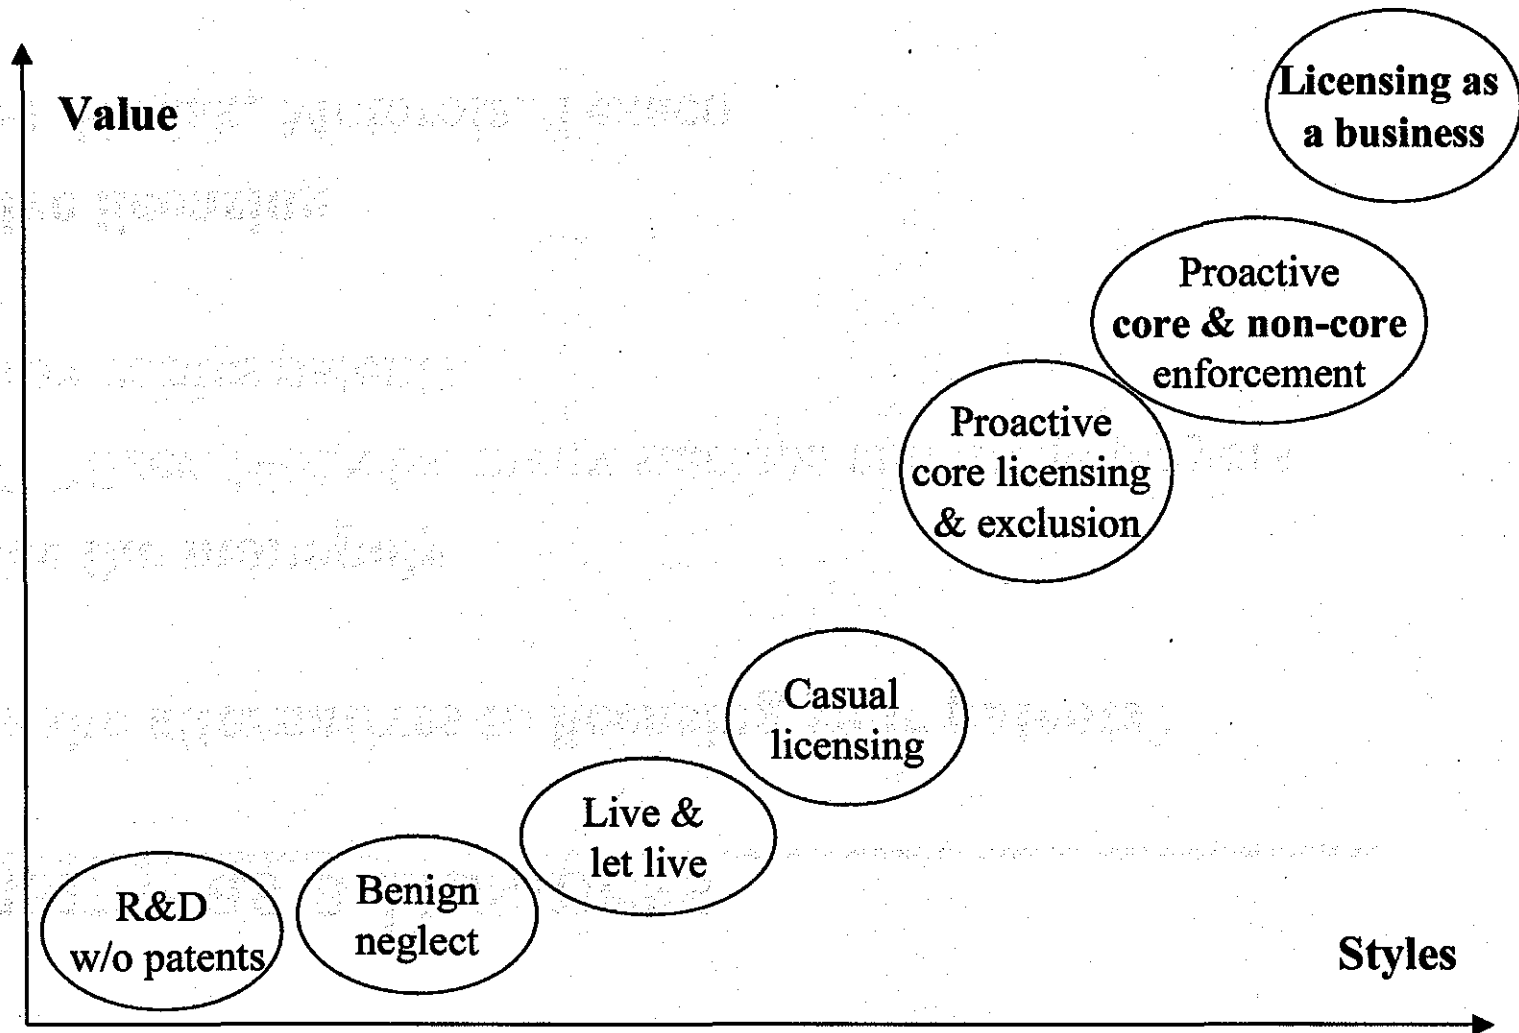 Value
Licensing as
a business
Proactive
core & non-core
enforcement
Proactive
core licensing
& exclusion
Casual
licensing
Live &
let live
Benign
neglect
R&D
w/o patents
Styles